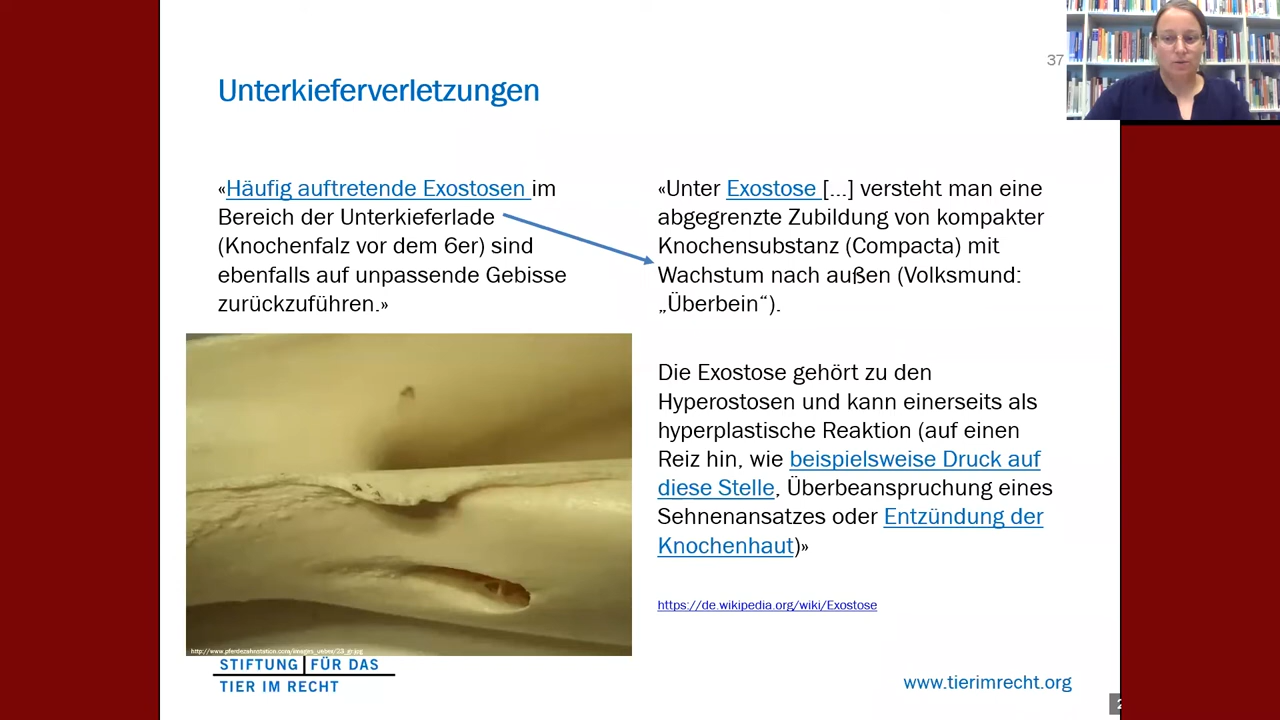 37
Unterkieferverletzungen
«Häufig auftretende Exostosen im
Bereich der Unterkieferlade
(Knochenfalz vor dem 6er) sind
ebenfalls auf unpassende Gebisse
zurückzuführen.»
«Unter Exostose [...] versteht man eine
abgegrenzte Zubildung von kompakter
Knochensubstanz (Compacta) mit
Wachstum nach außen (Volksmund:
„Überbein“).
Die Exostose gehört zu den
Hyperostosen und kann einerseits als
hyperplastische Reaktion (auf einen
Reiz hin, wie beispielsweise Druck auf
diese Stelle, Überbeanspruchung eines
Sehnenansatzes oder Entzündung der
Knochenhaut)»
https://de.wikipedia.org/wiki/Exostose
STIFTUNG FÜR DAS
TIER IM RECHT
www.tierimrecht.org